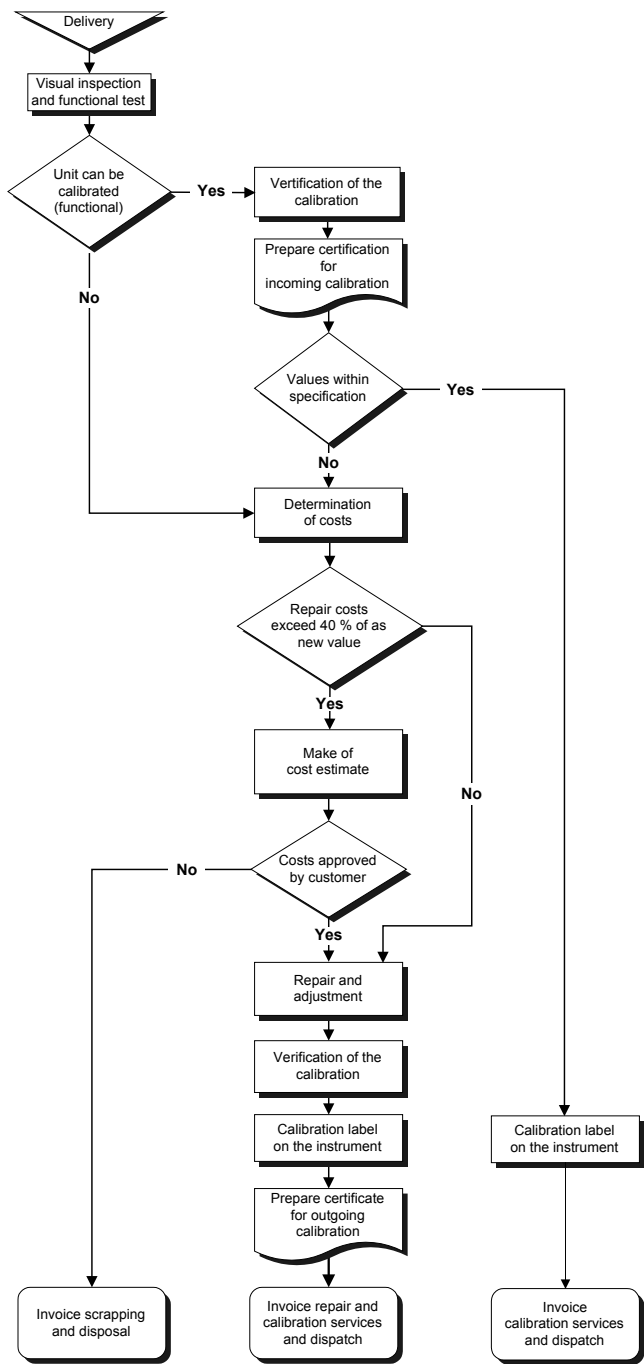 Delivery
Visual inspection
and functional test
Unit can be
calibrated
(functional)
Yes
Vertification of the
calibration
No
Prepare certification
for
incoming calibration
Values within
specification
Yes
No
Determination
of costs
Repair costs
exceed 40 % of as
new value
Yes
No
Make of
cost estimate
No
Costs approved
by customer
Yes
Repair and
adjustment
Verification of the
calibration
Calibration label
on the instrument
Calibration label
on the instrument
Prepare certificate
for outgoing
calibration
Invoice scrapping
and disposal
Invoice repair and
calibration services
and dispatch
Invoice
calibration services
and dispatch